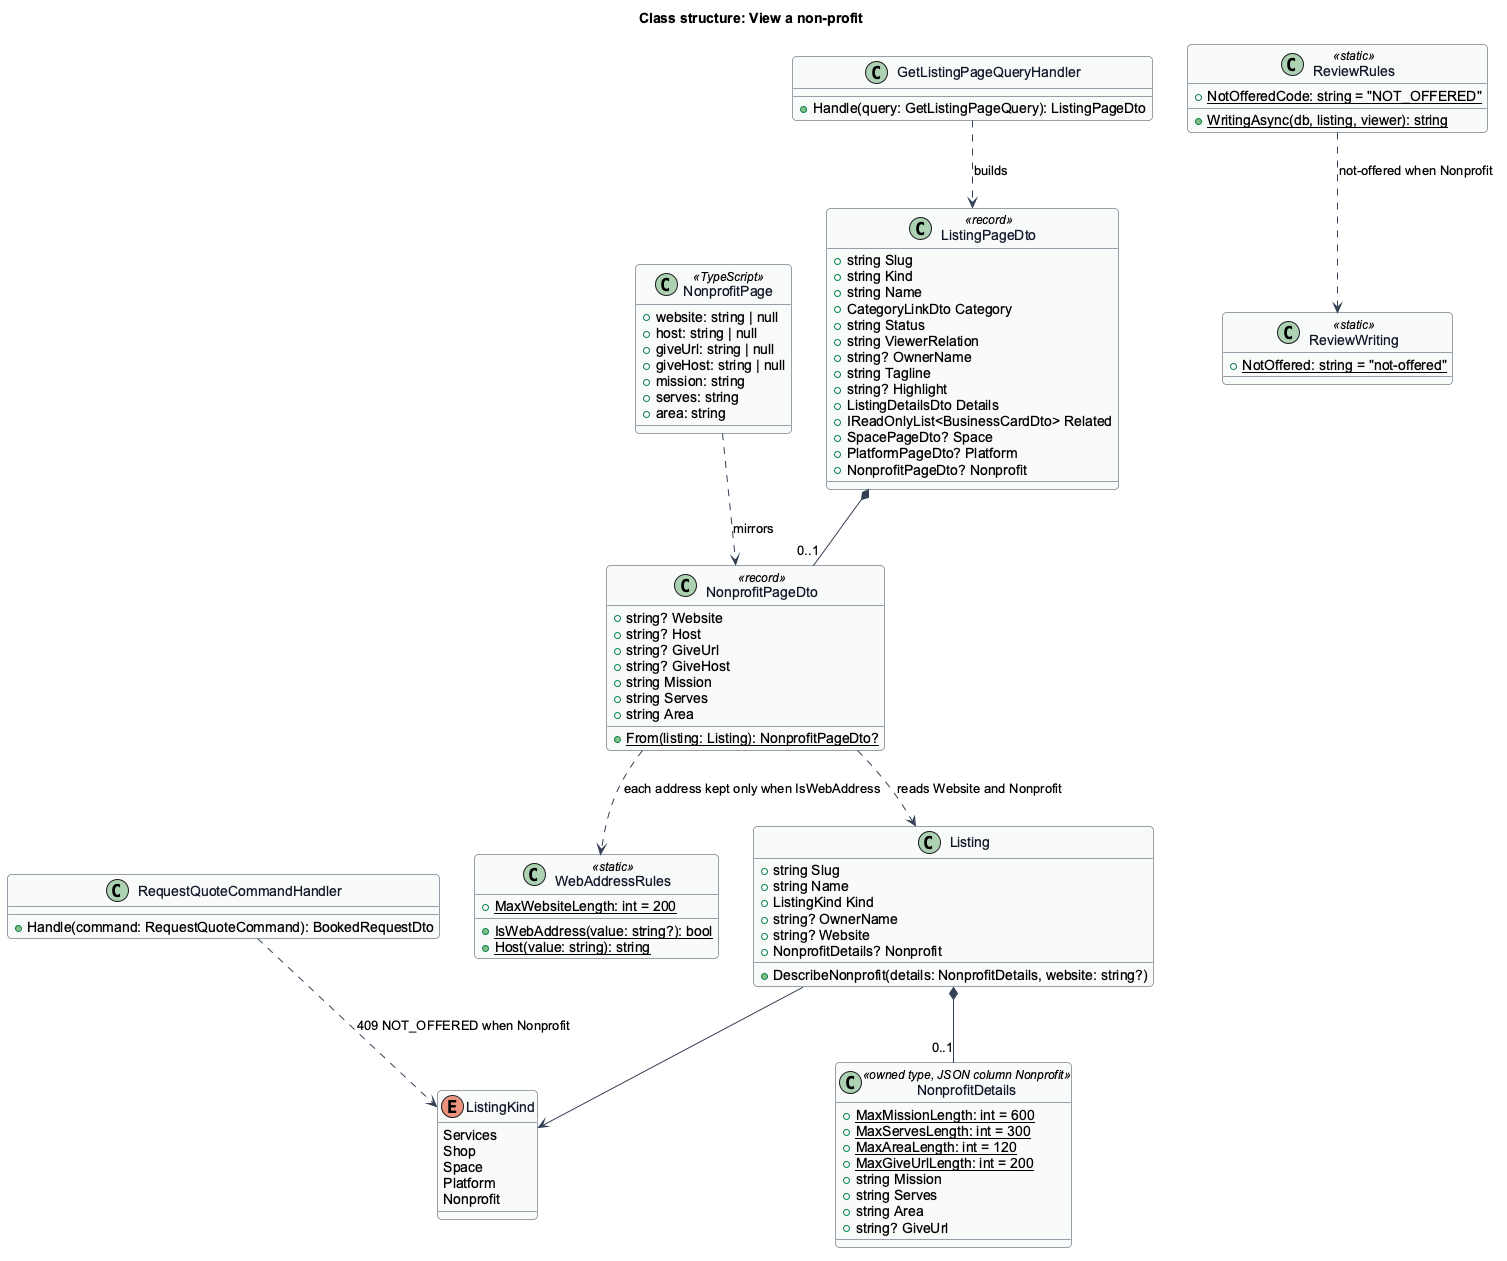 Class structure: View a non-profit
C
GetListingPageQueryHandler
Handle(query: GetListingPageQuery): ListingPageDto
C
«static»
ReviewRules
NotOfferedCode: string = "NOT_OFFERED"
WritingAsync(db, listing, viewer): string
builds
not-offered when Nonprofit
C
«record»
ListingPageDto
string Slug
string Kind
string Name
CategoryLinkDto Category
string Status
string ViewerRelation
string? OwnerName
string Tagline
string? Highlight
ListingDetailsDto Details
IReadOnlyList<BusinessCardDto> Related
SpacePageDto? Space
PlatformPageDto? Platform
NonprofitPageDto? Nonprofit
C
«TypeScript»
NonprofitPage
website: string | null
host: string | null
giveUrl: string | null
giveHost: string | null
mission: string
serves: string
area: string
C
«static»
ReviewWriting
NotOffered: string = "not-offered"
mirrors
0..1
C
«record»
NonprofitPageDto
string? Website
string? Host
string? GiveUrl
string? GiveHost
string Mission
string Serves
string Area
From(listing: Listing): NonprofitPageDto?
each address kept only when IsWebAddress
reads Website and Nonprofit
C
RequestQuoteCommandHandler
Handle(command: RequestQuoteCommand): BookedRequestDto
C
«static»
WebAddressRules
MaxWebsiteLength: int = 200
IsWebAddress(value: string?): bool
Host(value: string): string
C
Listing
string Slug
string Name
ListingKind Kind
string? OwnerName
string? Website
NonprofitDetails? Nonprofit
DescribeNonprofit(details: NonprofitDetails, website: string?)
409 NOT_OFFERED when Nonprofit
0..1
E
ListingKind
Services
Shop
Space
Platform
Nonprofit
C
«owned type, JSON column Nonprofit»
NonprofitDetails
MaxMissionLength: int = 600
MaxServesLength: int = 300
MaxAreaLength: int = 120
MaxGiveUrlLength: int = 200
string Mission
string Serves
string Area
string? GiveUrl